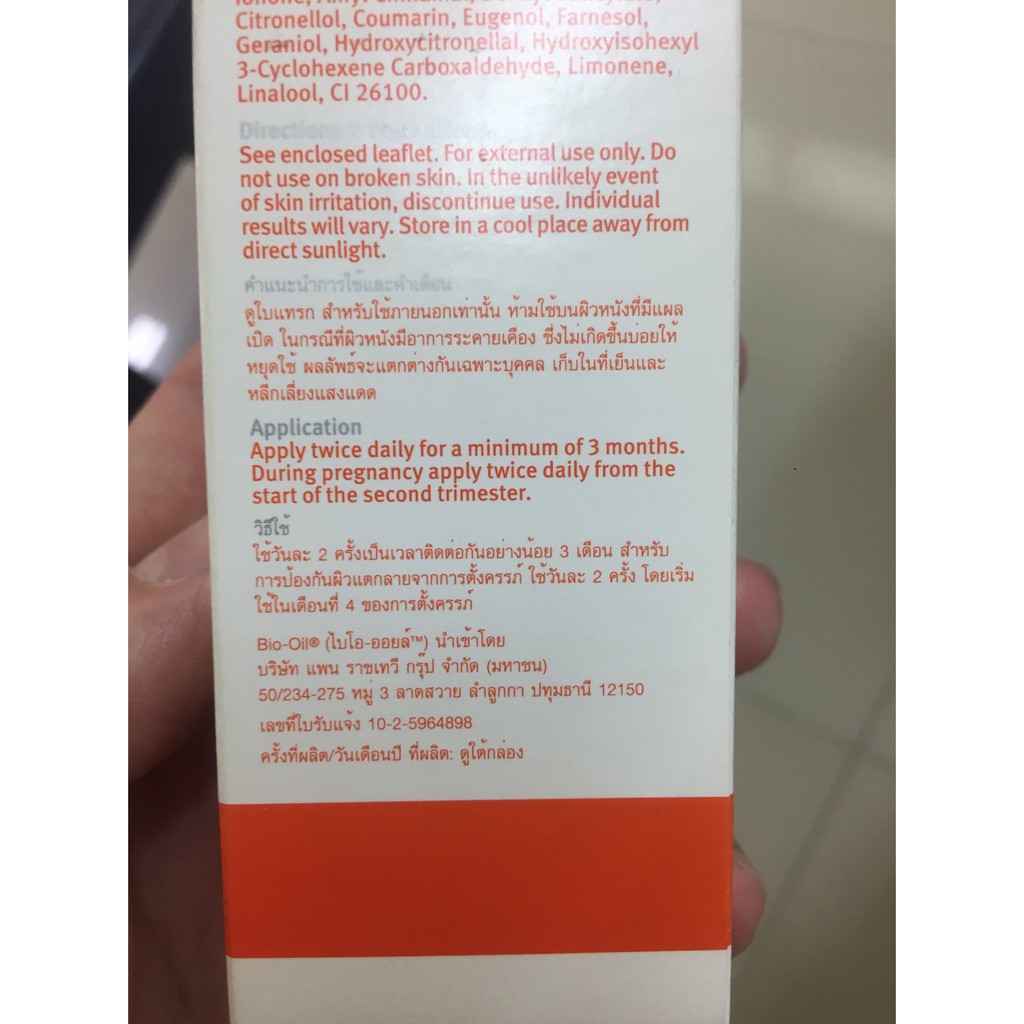 Citronellol, Coumarin, Eugenol, Farnesol,
Geraniol, Hydroxycitronellal, Hydroxyisohexyl
3-Cyclohexene Carboxaldehyde, Limonene,
Linalool, CI 26100.
Directions &
See enclosed leaflet. For external use only. Do
not use on broken skin. In the unlikely event
of skin irritation, discontinue use. Individual
results will vary. Store in a cool place away from
direct sunlight.
คำแนะนำการใช้และคำเตือน
ดูใบแทรก สำหรับใช้ภายนอกเท่านั้น ห้ามใช้บนผิวหนังที่มีแผล
เปิด ในกรณีที่ผิวหนังมีอาการระคายเคือง ซึ่งไม่เกิดขึ้นบ่อยให้
หยุดใช้ ผลลัพธ์จะแตกต่างกันเฉพาะบุคคล เก็บในที่เย็นและ
หลีกเลี่ยงแสงแดด
Application
Apply twice daily for a minimum of 3 months.
During pregnancy apply twice daily from the
start of the second trimester.
วิธีใช้
ใช้วันละ 2 ครั้งเป็นเวลาติดต่อกันอย่างน้อย 3 เดือน สำหรับ
การป้องกันผิวแตกลายจากการตั้งครรภ์ ใช้วันละ 2 ครั้ง โดยเริ่ม
ใช้ในเดือนที่ 4 ของการตั้งครรภ์
Bio-Oil® (ไบโอ-ออยล์™) นำเข้าโดย
บริษัท แพน ราชเทวี กรุ๊ป จำกัด (มหาชน)
50/234-275 หมู่ 3 ลาดสวาย ลำลูกกา ปทุมธานี 12150
เลขที่ใบรับแจ้ง 10-2-5964898
ครั้งที่ผลิต/วันเดือนปี ที่ผลิต: ดูใต้กล่อง